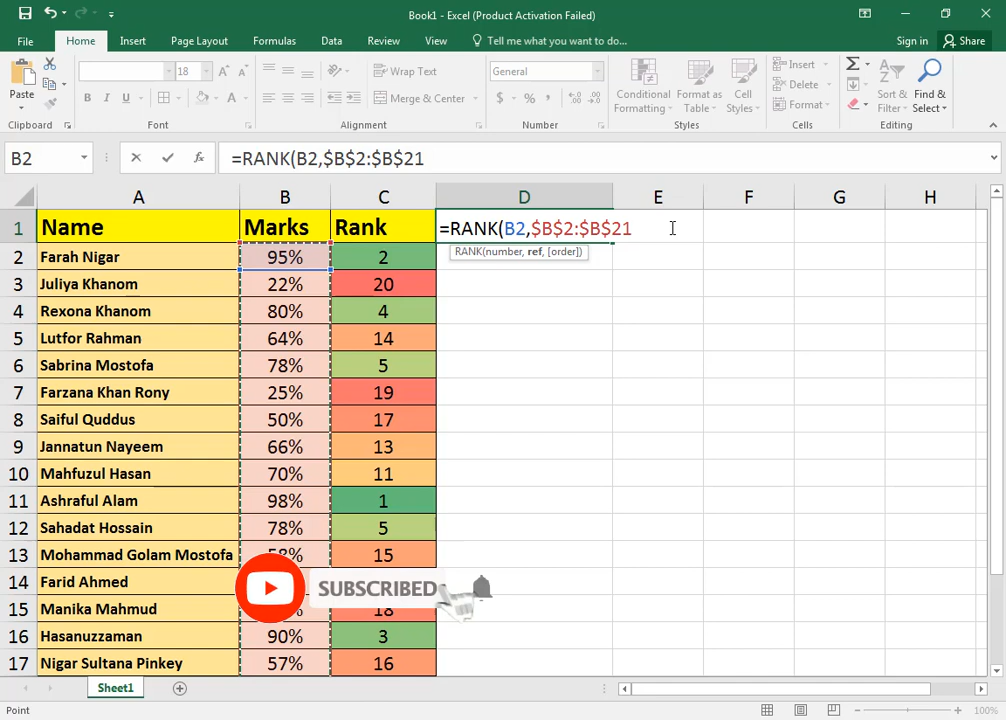 Book1 - Excel (Product Activation Failed)
File Home Insert Page Layout Formulas Data Review View Tell me what you want to do... Sign in Share
Paste
18
B I U
A A
Wrap Text
Merge & Center
General
$ %
Conditional Formatting
Format as Table
Cell Styles
Insert
Delete
Format
Sort & Filter
Find & Select
Clipboard Font Alignment Number Styles Cells Editing
B2 fx =RANK(B2,$B$2:$B$21
A B C D E F G H
1 Name Marks Rank =RANK(B2,$B$2:$B$21
RANK(number, ref, [order])
2 Farah Nigar 95% 2
3 Juliya Khanom 22% 20
4 Rexona Khanom 80% 4
5 Lutfor Rahman 64% 14
6 Sabrina Mostofa 78% 5
7 Farzana Khan Rony 25% 19
8 Saiful Quddus 50% 17
9 Jannatun Nayeem 66% 13
10 Mahfuzul Hasan 70% 11
11 Ashraful Alam 98% 1
12 Sahadat Hossain 78% 5
13 Mohammad Golam Mostofa 58% 15
14 Farid Ahmed
SUBSCRIBED
15 Manika Mahmud 18
16 Hasanuzzaman 90% 3
17 Nigar Sultana Pinkey 57% 16
Sheet1
Point
100%